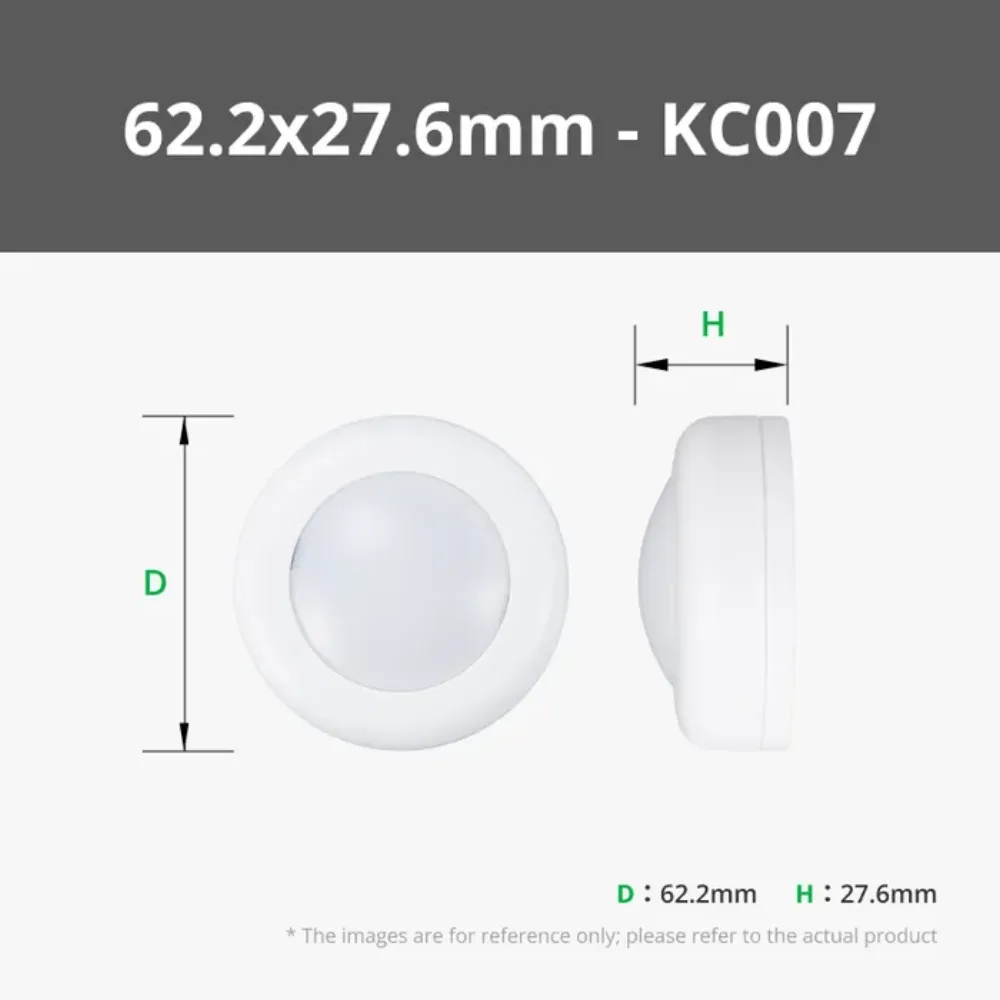 62.2x27.6mm - KC007
H
D
D : 62.2mm H : 27.6mm
* The images are for reference only; please refer to the actual product